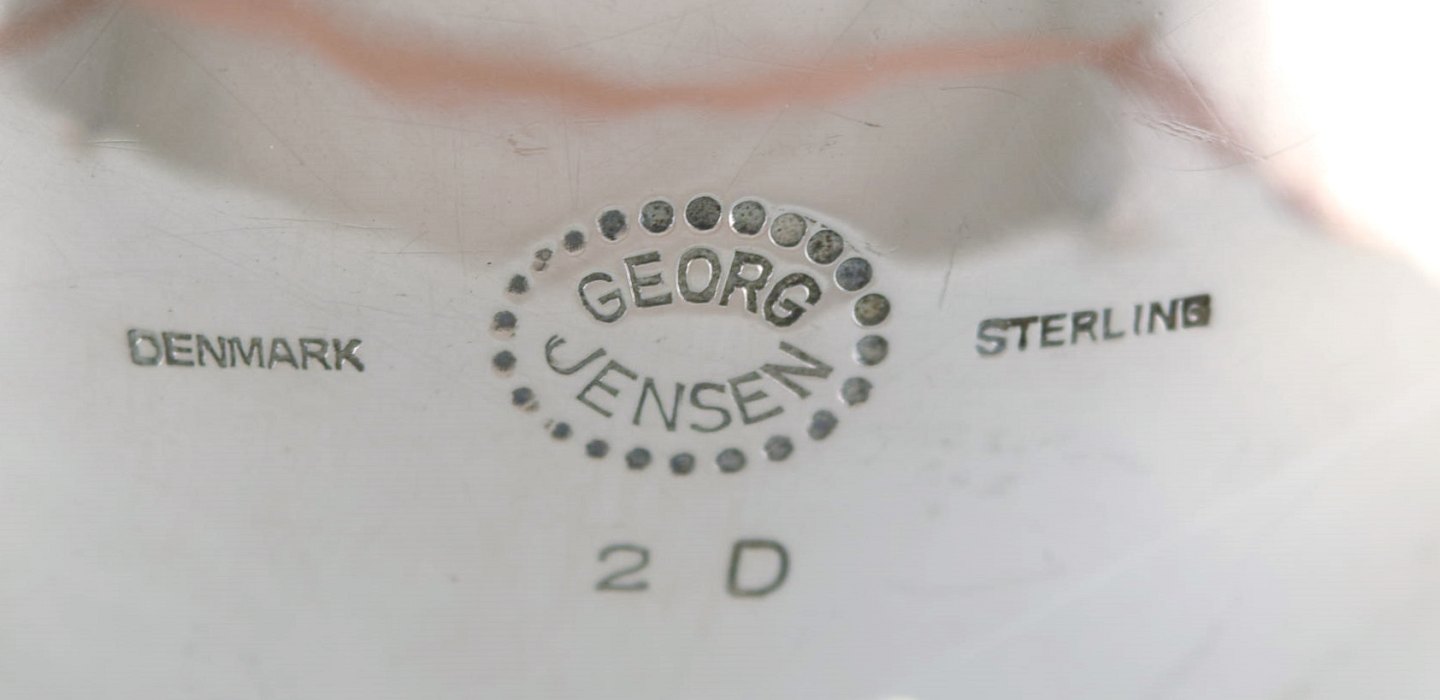 GEORG
JENSEN
DENMARK
STERLING
2 D